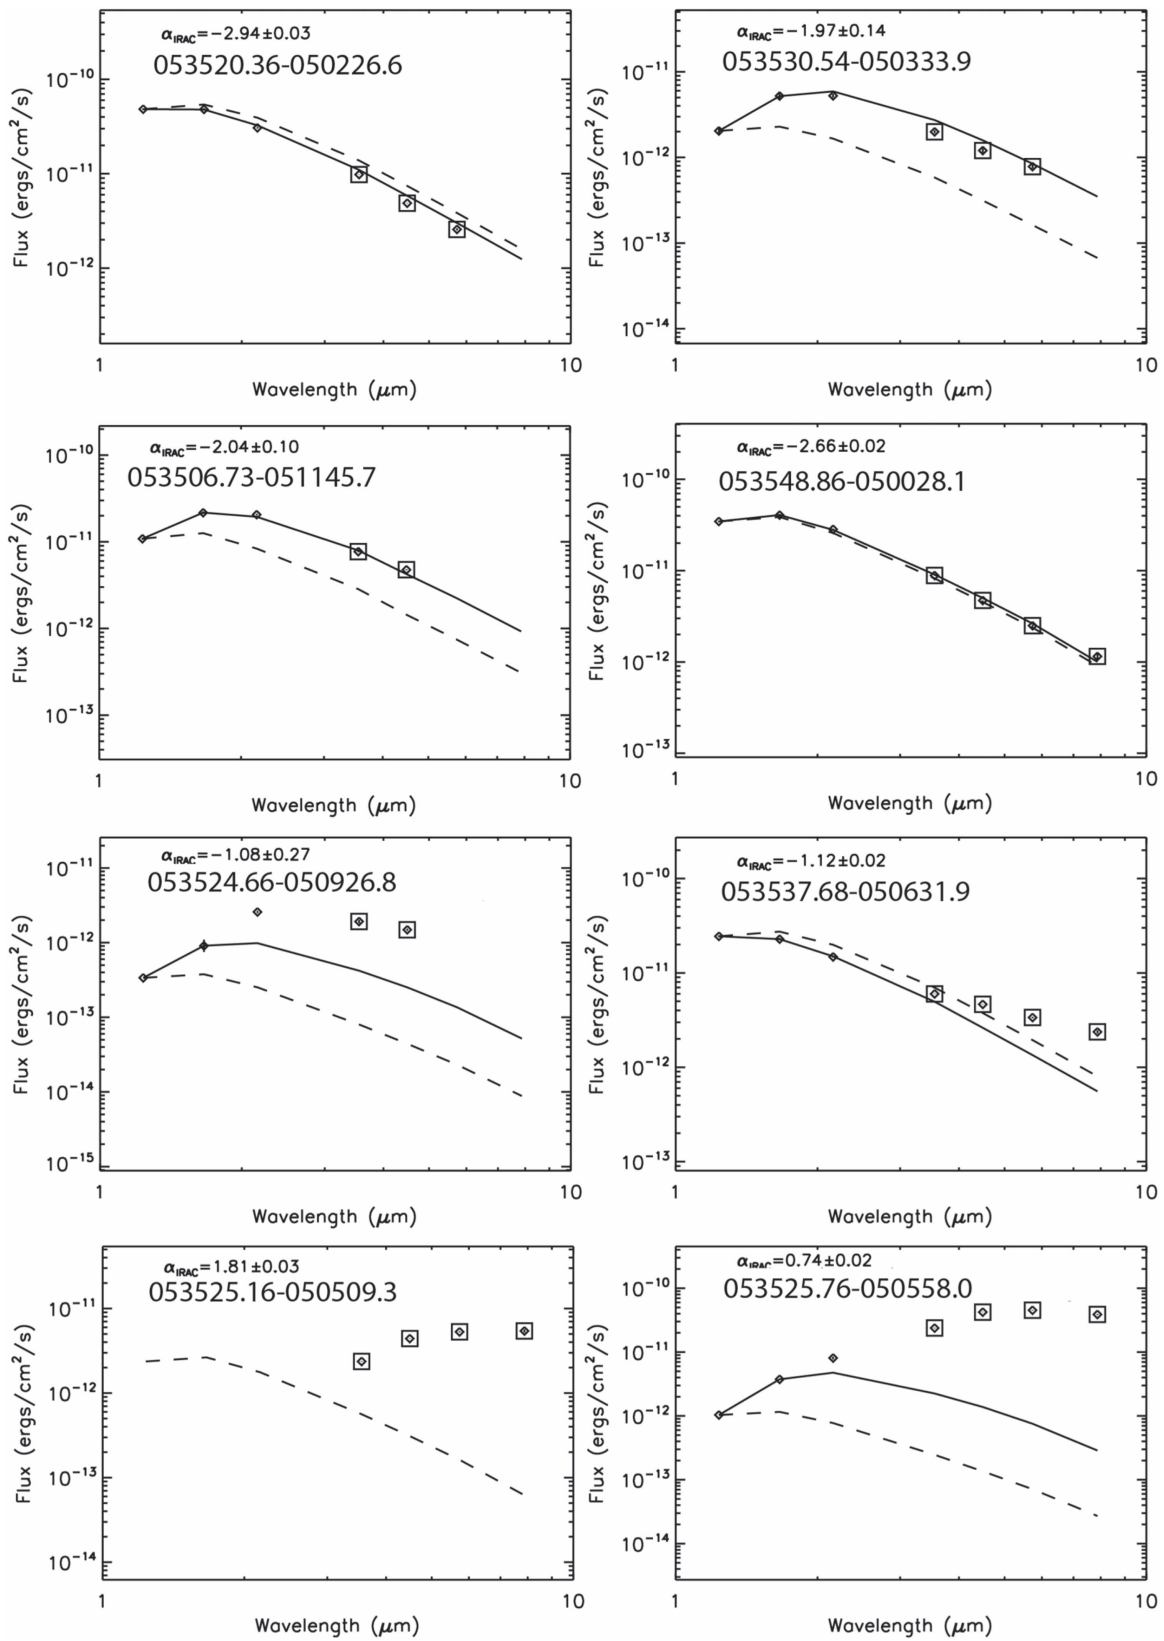 α_IRAC=−2.94±0.03
053520.36-050226.6
10⁻¹⁰
10⁻¹¹
10⁻¹²
Flux (ergs/cm²/s)
1
10
Wavelength (μm)
α_IRAC=−1.97±0.14
053530.54-050333.9
10⁻¹¹
10⁻¹²
10⁻¹³
10⁻¹⁴
Flux (ergs/cm²/s)
1
10
Wavelength (μm)
α_IRAC=−2.04±0.10
053506.73-051145.7
10⁻¹⁰
10⁻¹¹
10⁻¹²
10⁻¹³
Flux (ergs/cm²/s)
1
10
Wavelength (μm)
α_IRAC=−2.66±0.02
053548.86-050028.1
10⁻¹⁰
10⁻¹¹
10⁻¹²
10⁻¹³
Flux (ergs/cm²/s)
1
10
Wavelength (μm)
α_IRAC=−1.08±0.27
053524.66-050926.8
10⁻¹¹
10⁻¹²
10⁻¹³
10⁻¹⁴
10⁻¹⁵
Flux (ergs/cm²/s)
1
10
Wavelength (μm)
α_IRAC=−1.12±0.02
053537.68-050631.9
10⁻¹⁰
10⁻¹¹
10⁻¹²
10⁻¹³
Flux (ergs/cm²/s)
1
10
Wavelength (μm)
α_IRAC=1.81±0.03
053525.16-050509.3
10⁻¹¹
10⁻¹²
10⁻¹³
10⁻¹⁴
Flux (ergs/cm²/s)
1
10
Wavelength (μm)
α_IRAC=0.74±0.02
053525.76-050558.0
10⁻¹⁰
10⁻¹¹
10⁻¹²
10⁻¹³
10⁻¹⁴
Flux (ergs/cm²/s)
1
10
Wavelength (μm)